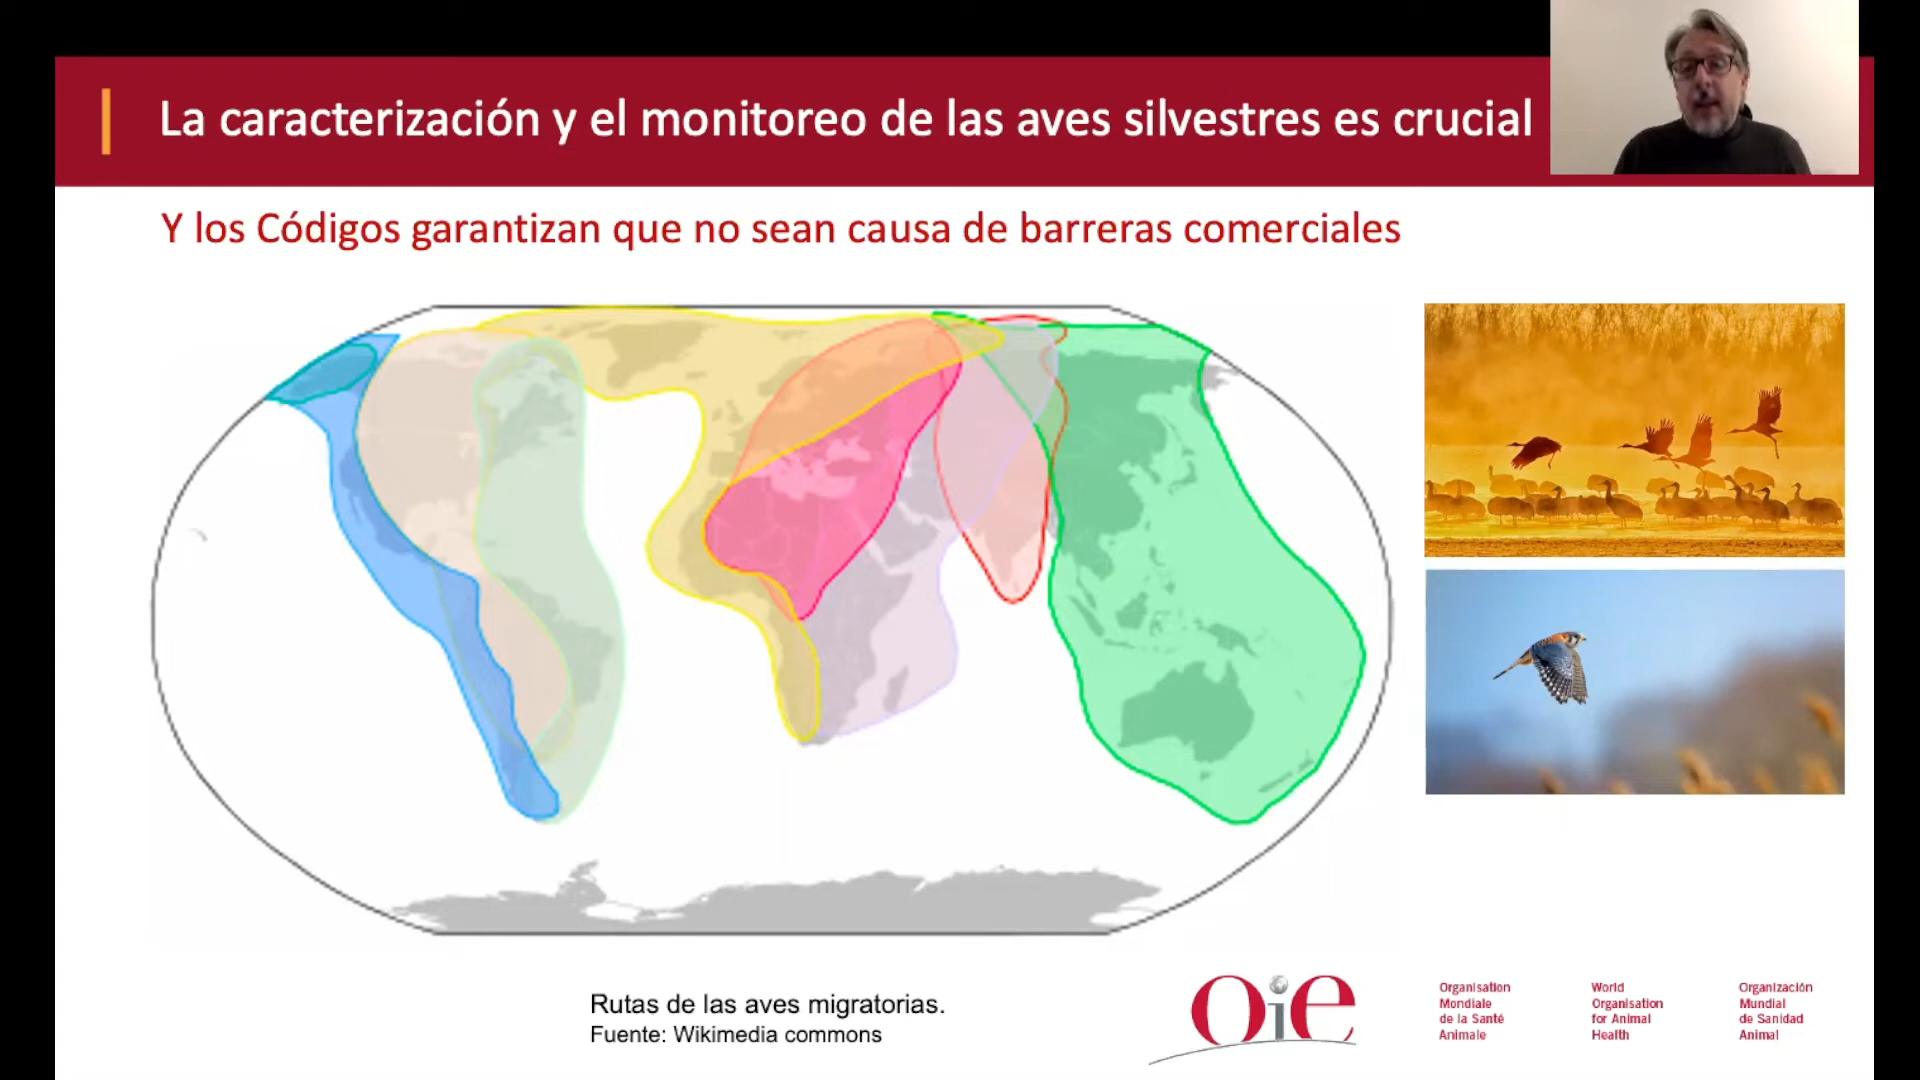 La caracterización y el monitoreo de las aves silvestres es crucial
Y los Códigos garantizan que no sean causa de barreras comerciales
Rutas de las aves migratorias.
Fuente: Wikimedia commons
Oie
Organisation
Mondiale
de la Santé
Animale
World
Organisation
for Animal
Health
Organización
Mundial
de Sanidad
Animal